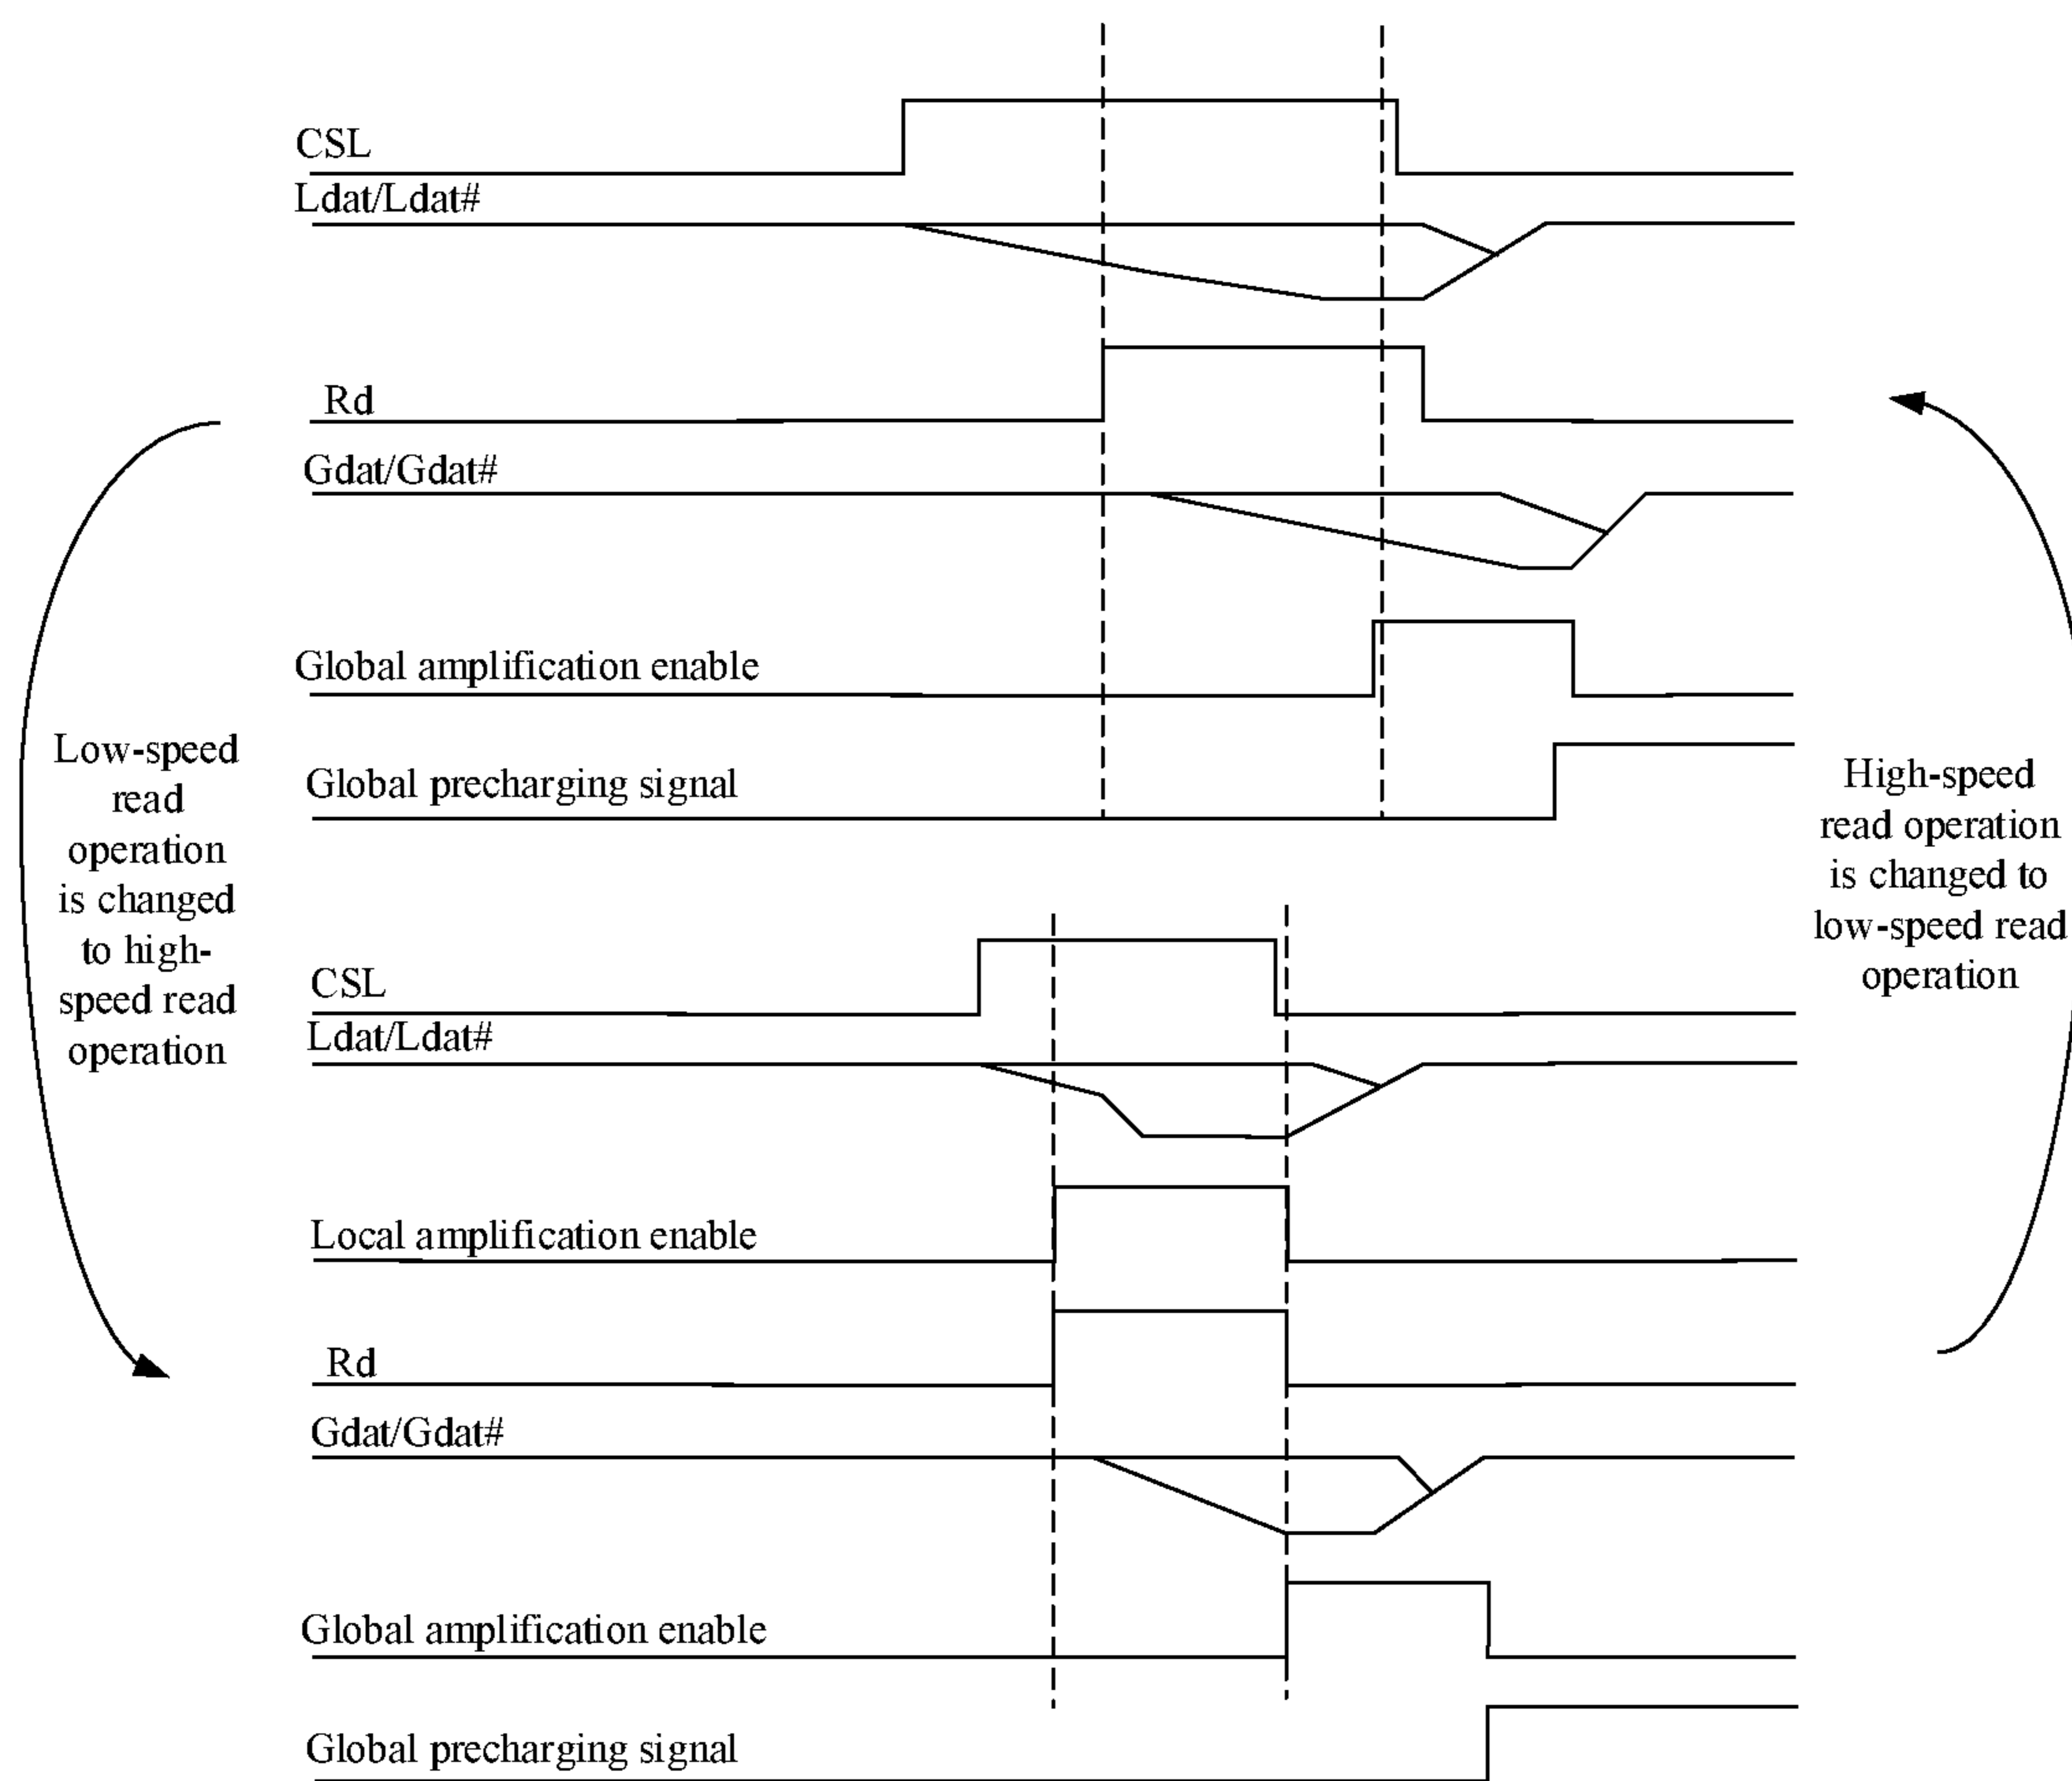 CSL
Ldat/Ldat#
Rd
Gdat/Gdat#
Global amplification enable
Global precharging signal
Low-speed
read
operation
is changed
to high-
speed read
operation
High-speed
read operation
is changed to
low-speed read
operation
CSL
Ldat/Ldat#
Local amplification enable
Rd
Gdat/Gdat#
Global amplification enable
Global precharging signal